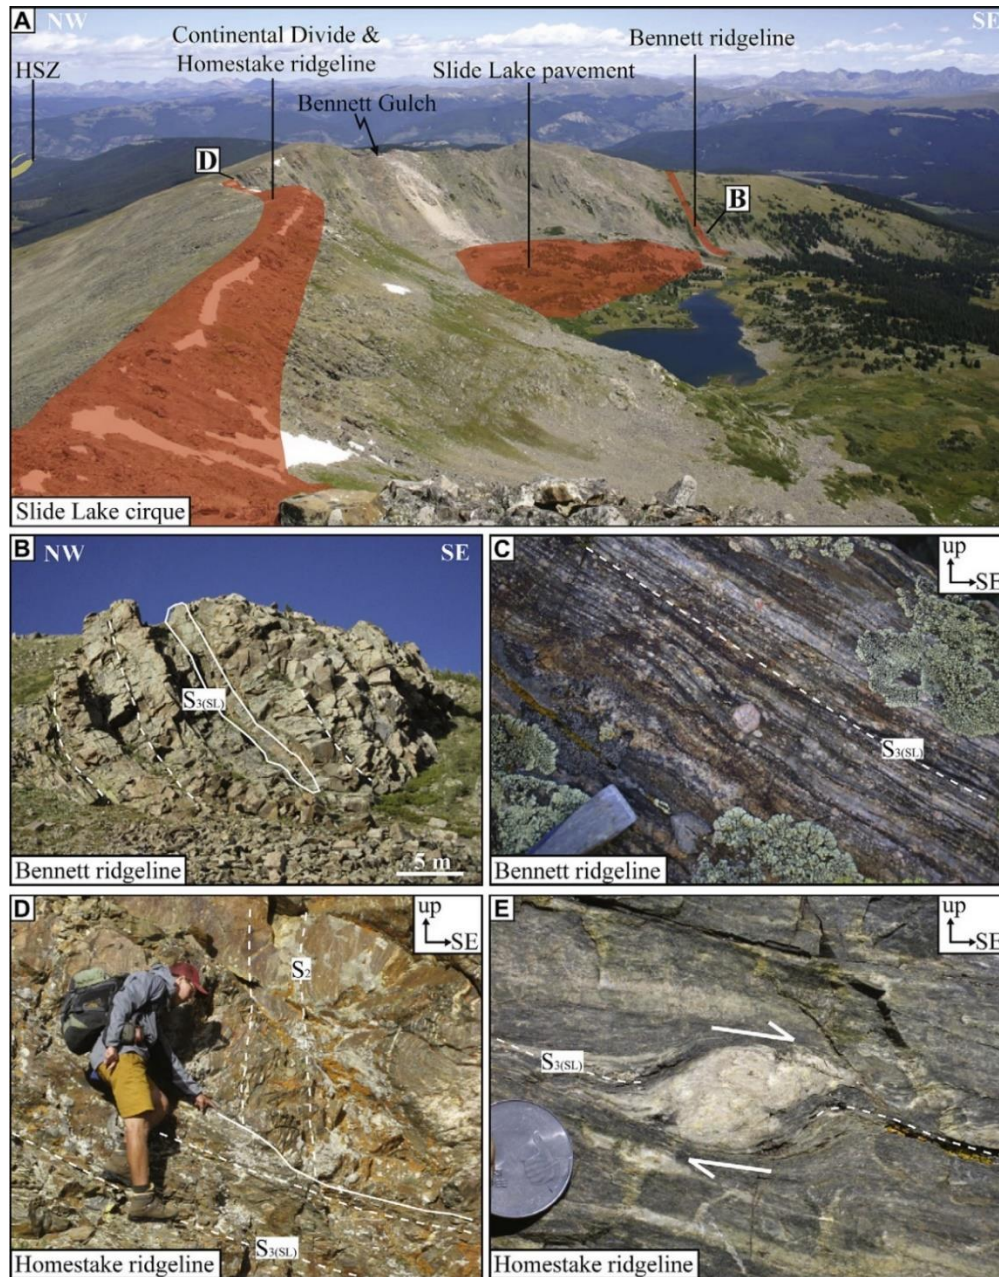 A NW
SE
HSZ
Continental Divide &
Homestake ridgeline
Bennett Gulch
Slide Lake pavement
Bennett ridgeline
D
B
Slide Lake cirque
B NW
SE
S3(SL)
5 m
Bennett ridgeline
C
up
SE
S3(SL)
Bennett ridgeline
D
up
SE
S2
S3(SL)
Homestake ridgeline
E
up
SE
S3(SL)
Homestake ridgeline